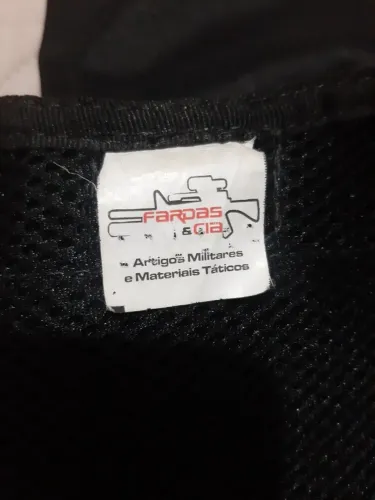 FARDAS
& CIA
Artigos Militares
e Materiais Táticos